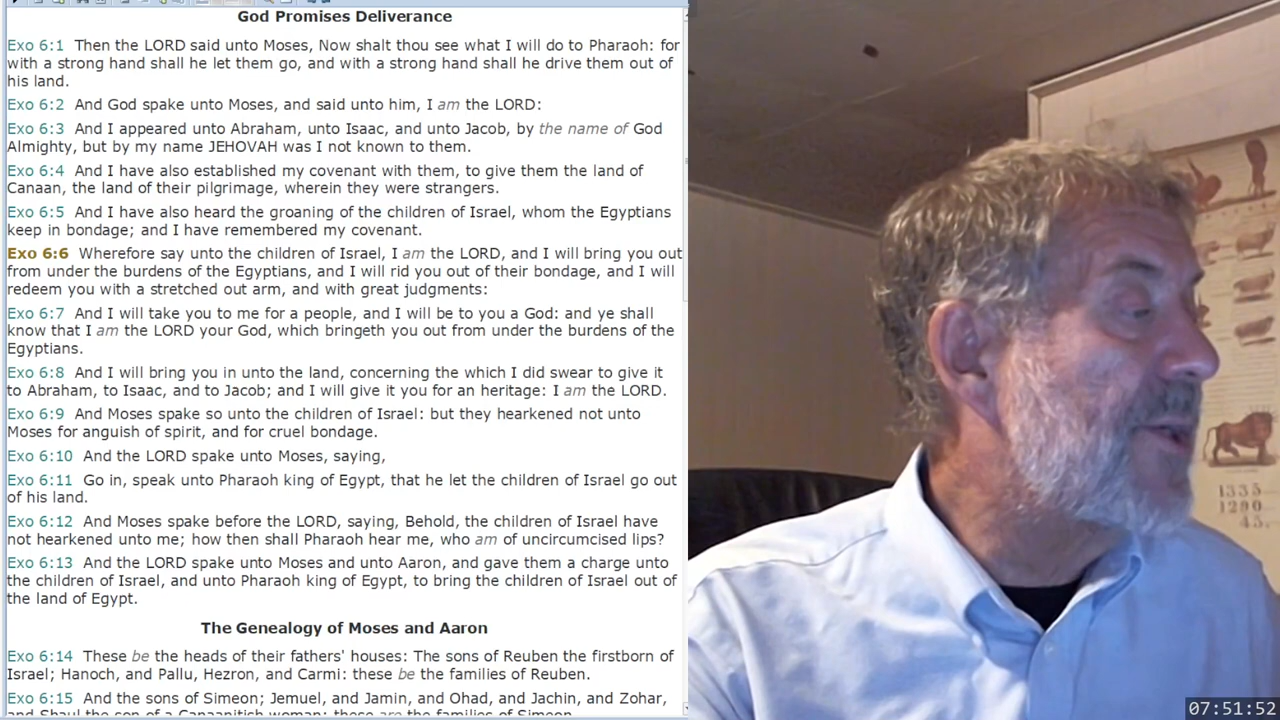 God Promises Deliverance
Exo 6:1 Then the LORD said unto Moses, Now shalt thou see what I will do to Pharaoh: for
with a strong hand shall he let them go, and with a strong hand shall he drive them out of
his land.
Exo 6:2 And God spake unto Moses, and said unto him, I am the LORD:
Exo 6:3 And I appeared unto Abraham, unto Isaac, and unto Jacob, by the name of God
Almighty, but by my name JEHOVAH was I not known to them.
Exo 6:4 And I have also established my covenant with them, to give them the land of
Canaan, the land of their pilgrimage, wherein they were strangers.
Exo 6:5 And I have also heard the groaning of the children of Israel, whom the Egyptians
keep in bondage; and I have remembered my covenant.
Exo 6:6 Wherefore say unto the children of Israel, I am the LORD, and I will bring you out
from under the burdens of the Egyptians, and I will rid you out of their bondage, and I will
redeem you with a stretched out arm, and with great judgments:
Exo 6:7 And I will take you to me for a people, and I will be to you a God: and ye shall
know that I am the LORD your God, which bringeth you out from under the burdens of the
Egyptians.
Exo 6:8 And I will bring you in unto the land, concerning the which I did swear to give it
to Abraham, to Isaac, and to Jacob; and I will give it you for an heritage: I am the LORD.
Exo 6:9 And Moses spake so unto the children of Israel: but they hearkened not unto
Moses for anguish of spirit, and for cruel bondage.
Exo 6:10 And the LORD spake unto Moses, saying,
Exo 6:11 Go in, speak unto Pharaoh king of Egypt, that he let the children of Israel go out
of his land.
Exo 6:12 And Moses spake before the LORD, saying, Behold, the children of Israel have
not hearkened unto me; how then shall Pharaoh hear me, who am of uncircumcised lips?
Exo 6:13 And the LORD spake unto Moses and unto Aaron, and gave them a charge unto
the children of Israel, and unto Pharaoh king of Egypt, to bring the children of Israel out of
the land of Egypt.
The Genealogy of Moses and Aaron
Exo 6:14 These be the heads of their fathers' houses: The sons of Reuben the firstborn of
Israel; Hanoch, and Pallu, Hezron, and Carmi: these be the families of Reuben.
Exo 6:15 And the sons of Simeon; Jemuel, and Jamin, and Ohad, and Jachin, and Zohar,
and Shaul the son of a Canaanitish woman: these are the families of Simeon.
1335
1290
45.
07:51:52